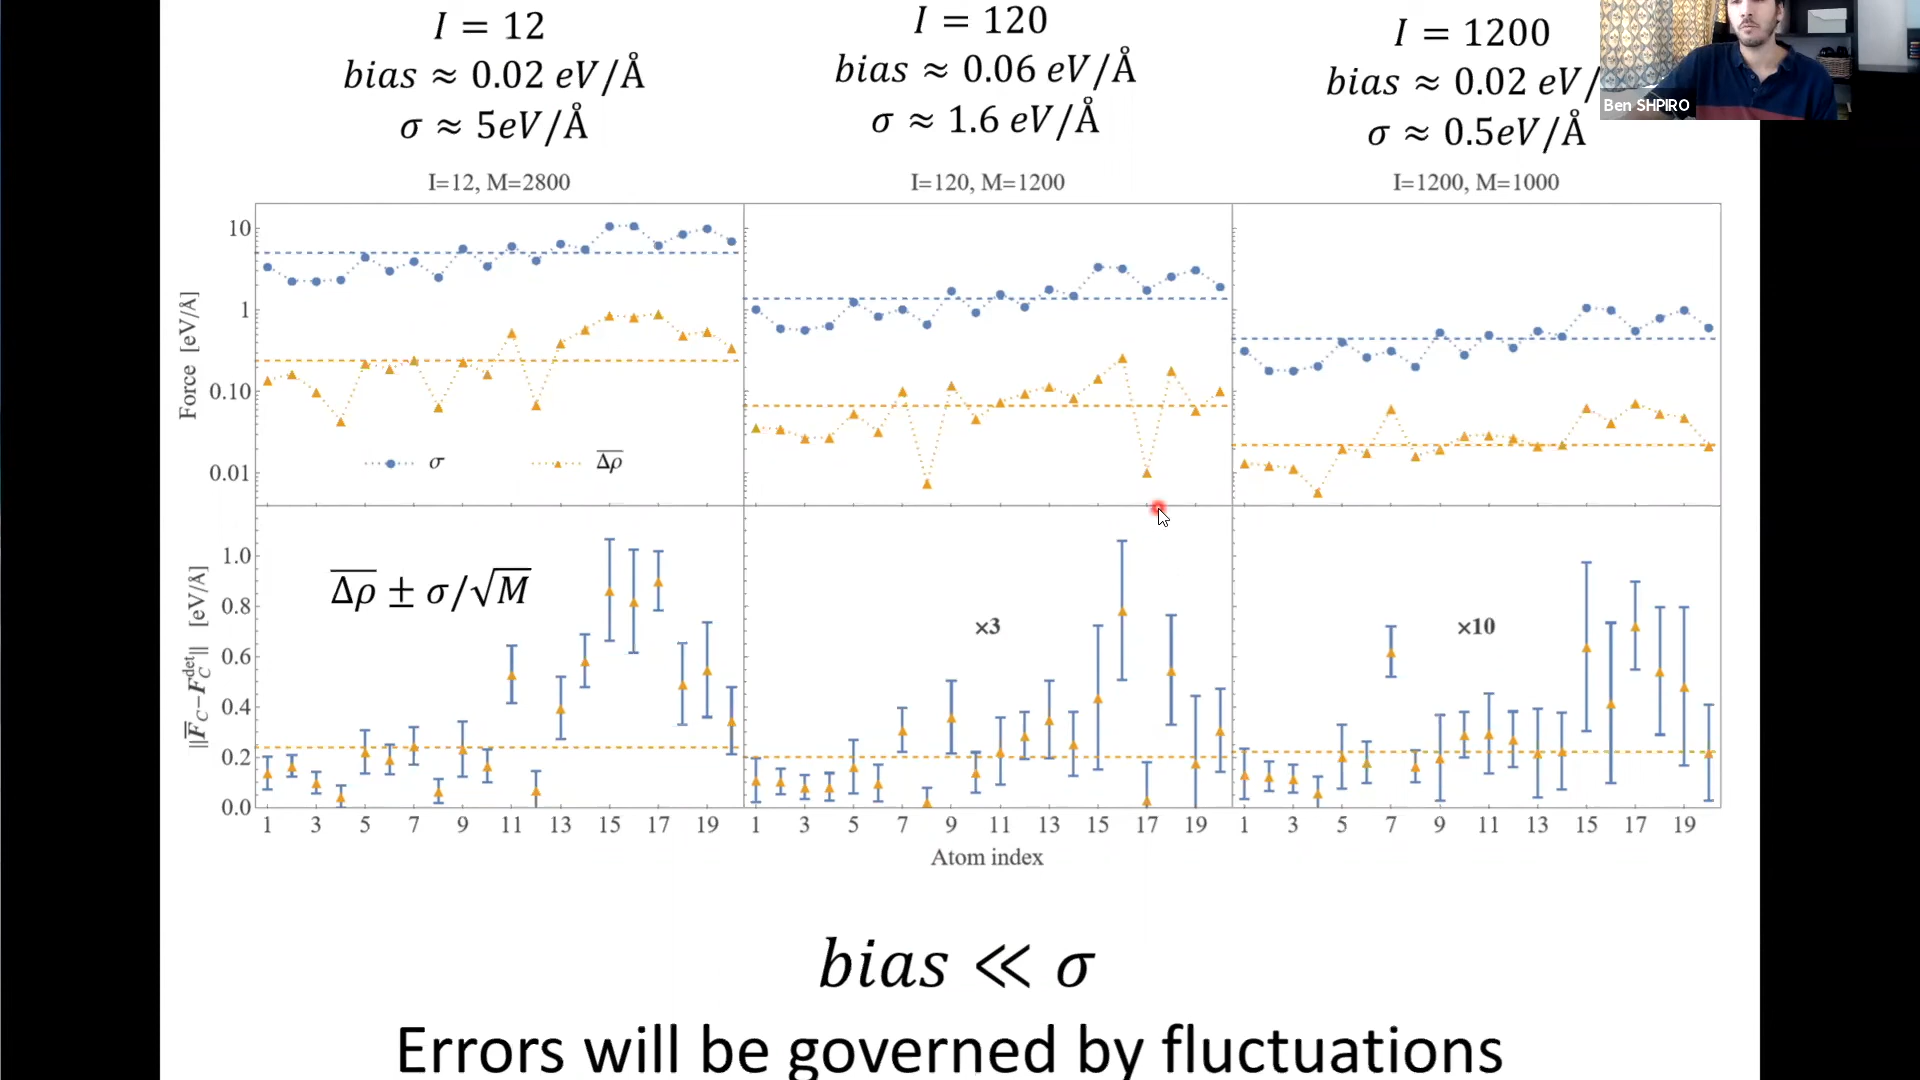 I = 12
bias ≈ 0.02 eV/Å
σ ≈ 5eV/Å
I = 120
bias ≈ 0.06 eV/Å
σ ≈ 1.6 eV/Å
I = 1200
bias ≈ 0.02 eV/
σ ≈ 0.5eV/Å
Ben SHPIRO
I=12, M=2800
I=120, M=1200
I=1200, M=1000
Force [eV/Å]
10
1
0.10
0.01
σ
Δρ̅
‖F̿_C−F_C^det‖ [eV/Å]
1.0
0.8
0.6
0.4
0.2
0.0
Δρ̅ ± σ/√M
×3
×10
1 3 5 7 9 11 13 15 17 19
1 3 5 7 9 11 13 15 17 19
1 3 5 7 9 11 13 15 17 19
Atom index
bias ≪ σ
Errors will be governed by fluctuations